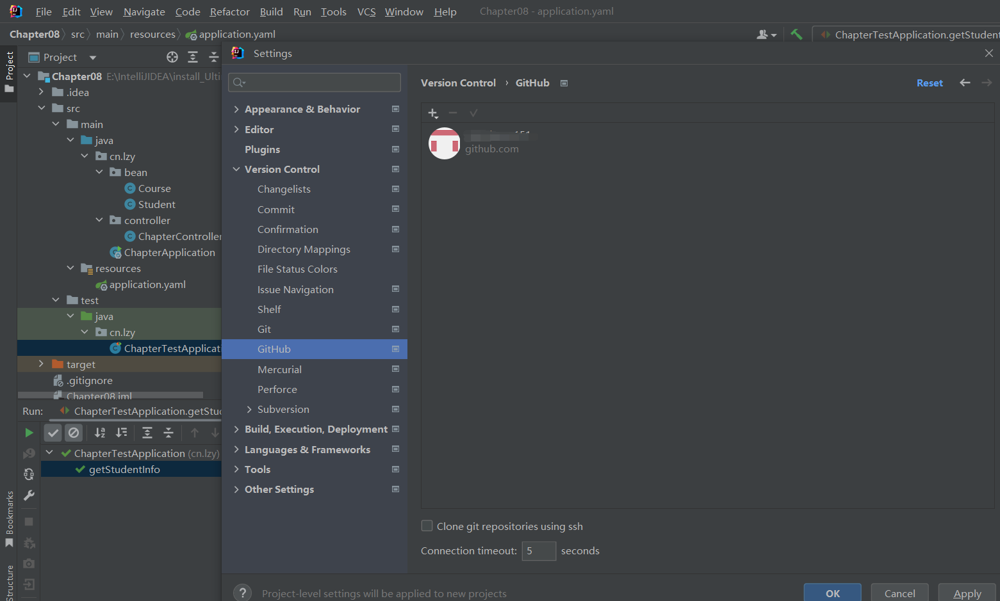 File Edit View Navigate Code Refactor Build Run Tools VCS Window Help Chapter08 - application.yaml
Chapter08 src main resources application.yaml ChapterTestApplication.getStudent
Project
Project
Chapter08 E:\IntelliJIDEA\install_Ulti
.idea
src
main
java
cn.lzy
bean
Course
Student
controller
ChapterController
ChapterApplication
resources
application.yaml
test
java
cn.lzy
ChapterTestApplicati
target
.gitignore
Chapter08.iml
Run: ChapterTestApplication.getStud
ChapterTestApplication (cn.lzy)
getStudentInfo
Bookmarks
Structure
Settings
Appearance & Behavior
Editor
Plugins
Version Control
Changelists
Commit
Confirmation
Directory Mappings
File Status Colors
Issue Navigation
Shelf
Git
GitHub
Mercurial
Perforce
Subversion
Build, Execution, Deployment
Languages & Frameworks
Tools
Other Settings
Version Control › GitHub Reset
github.com
Clone git repositories using ssh
Connection timeout: 5 seconds
? Project-level settings will be applied to new projects
OK Cancel Apply